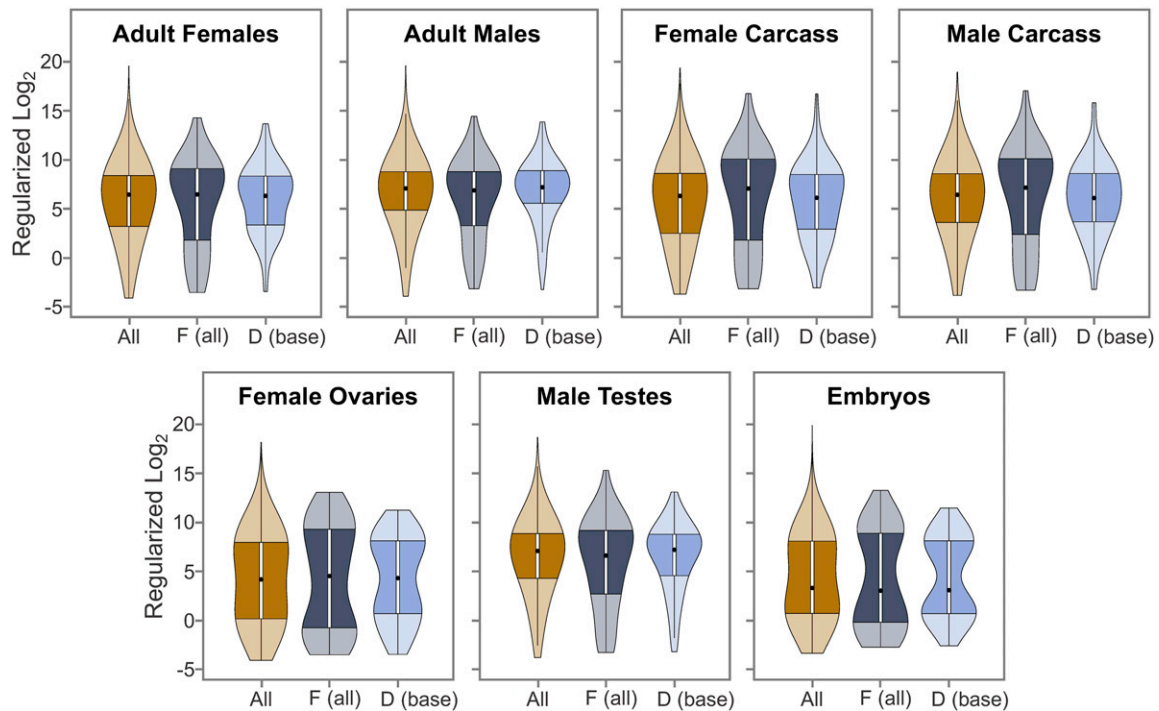 Adult Females
Adult Males
Female Carcass
Male Carcass
Regularized Log2
20
15
10
5
0
-5
All F (all) D (base)
All F (all) D (base)
All F (all) D (base)
All F (all) D (base)
Female Ovaries
Male Testes
Embryos
Regularized Log2
20
15
10
5
0
-5
All F (all) D (base)
All F (all) D (base)
All F (all) D (base)